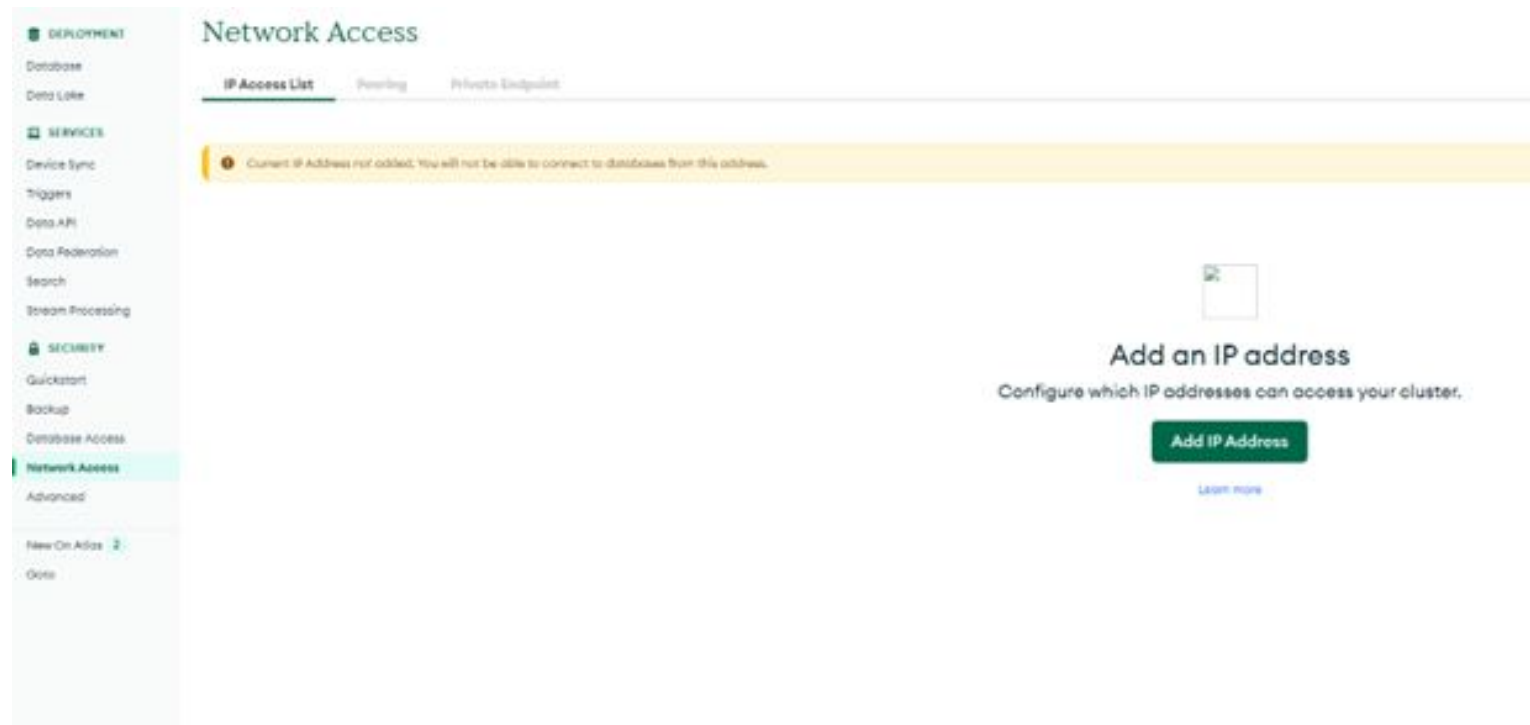 DEPLOYMENT
Database
Data Lake
SERVICES
Device Sync
Triggers
Data API
Data Federation
Search
Stream Processing
SECURITY
Quickstart
Backup
Database Access
Network Access
Advanced
New On Atlas 2
Goto
Network Access
IP Access List Peering Private Endpoint
Current IP Address not added. You will not be able to connect to databases from this address.
Add an IP address
Configure which IP addresses can access your cluster.
Add IP Address
Learn more